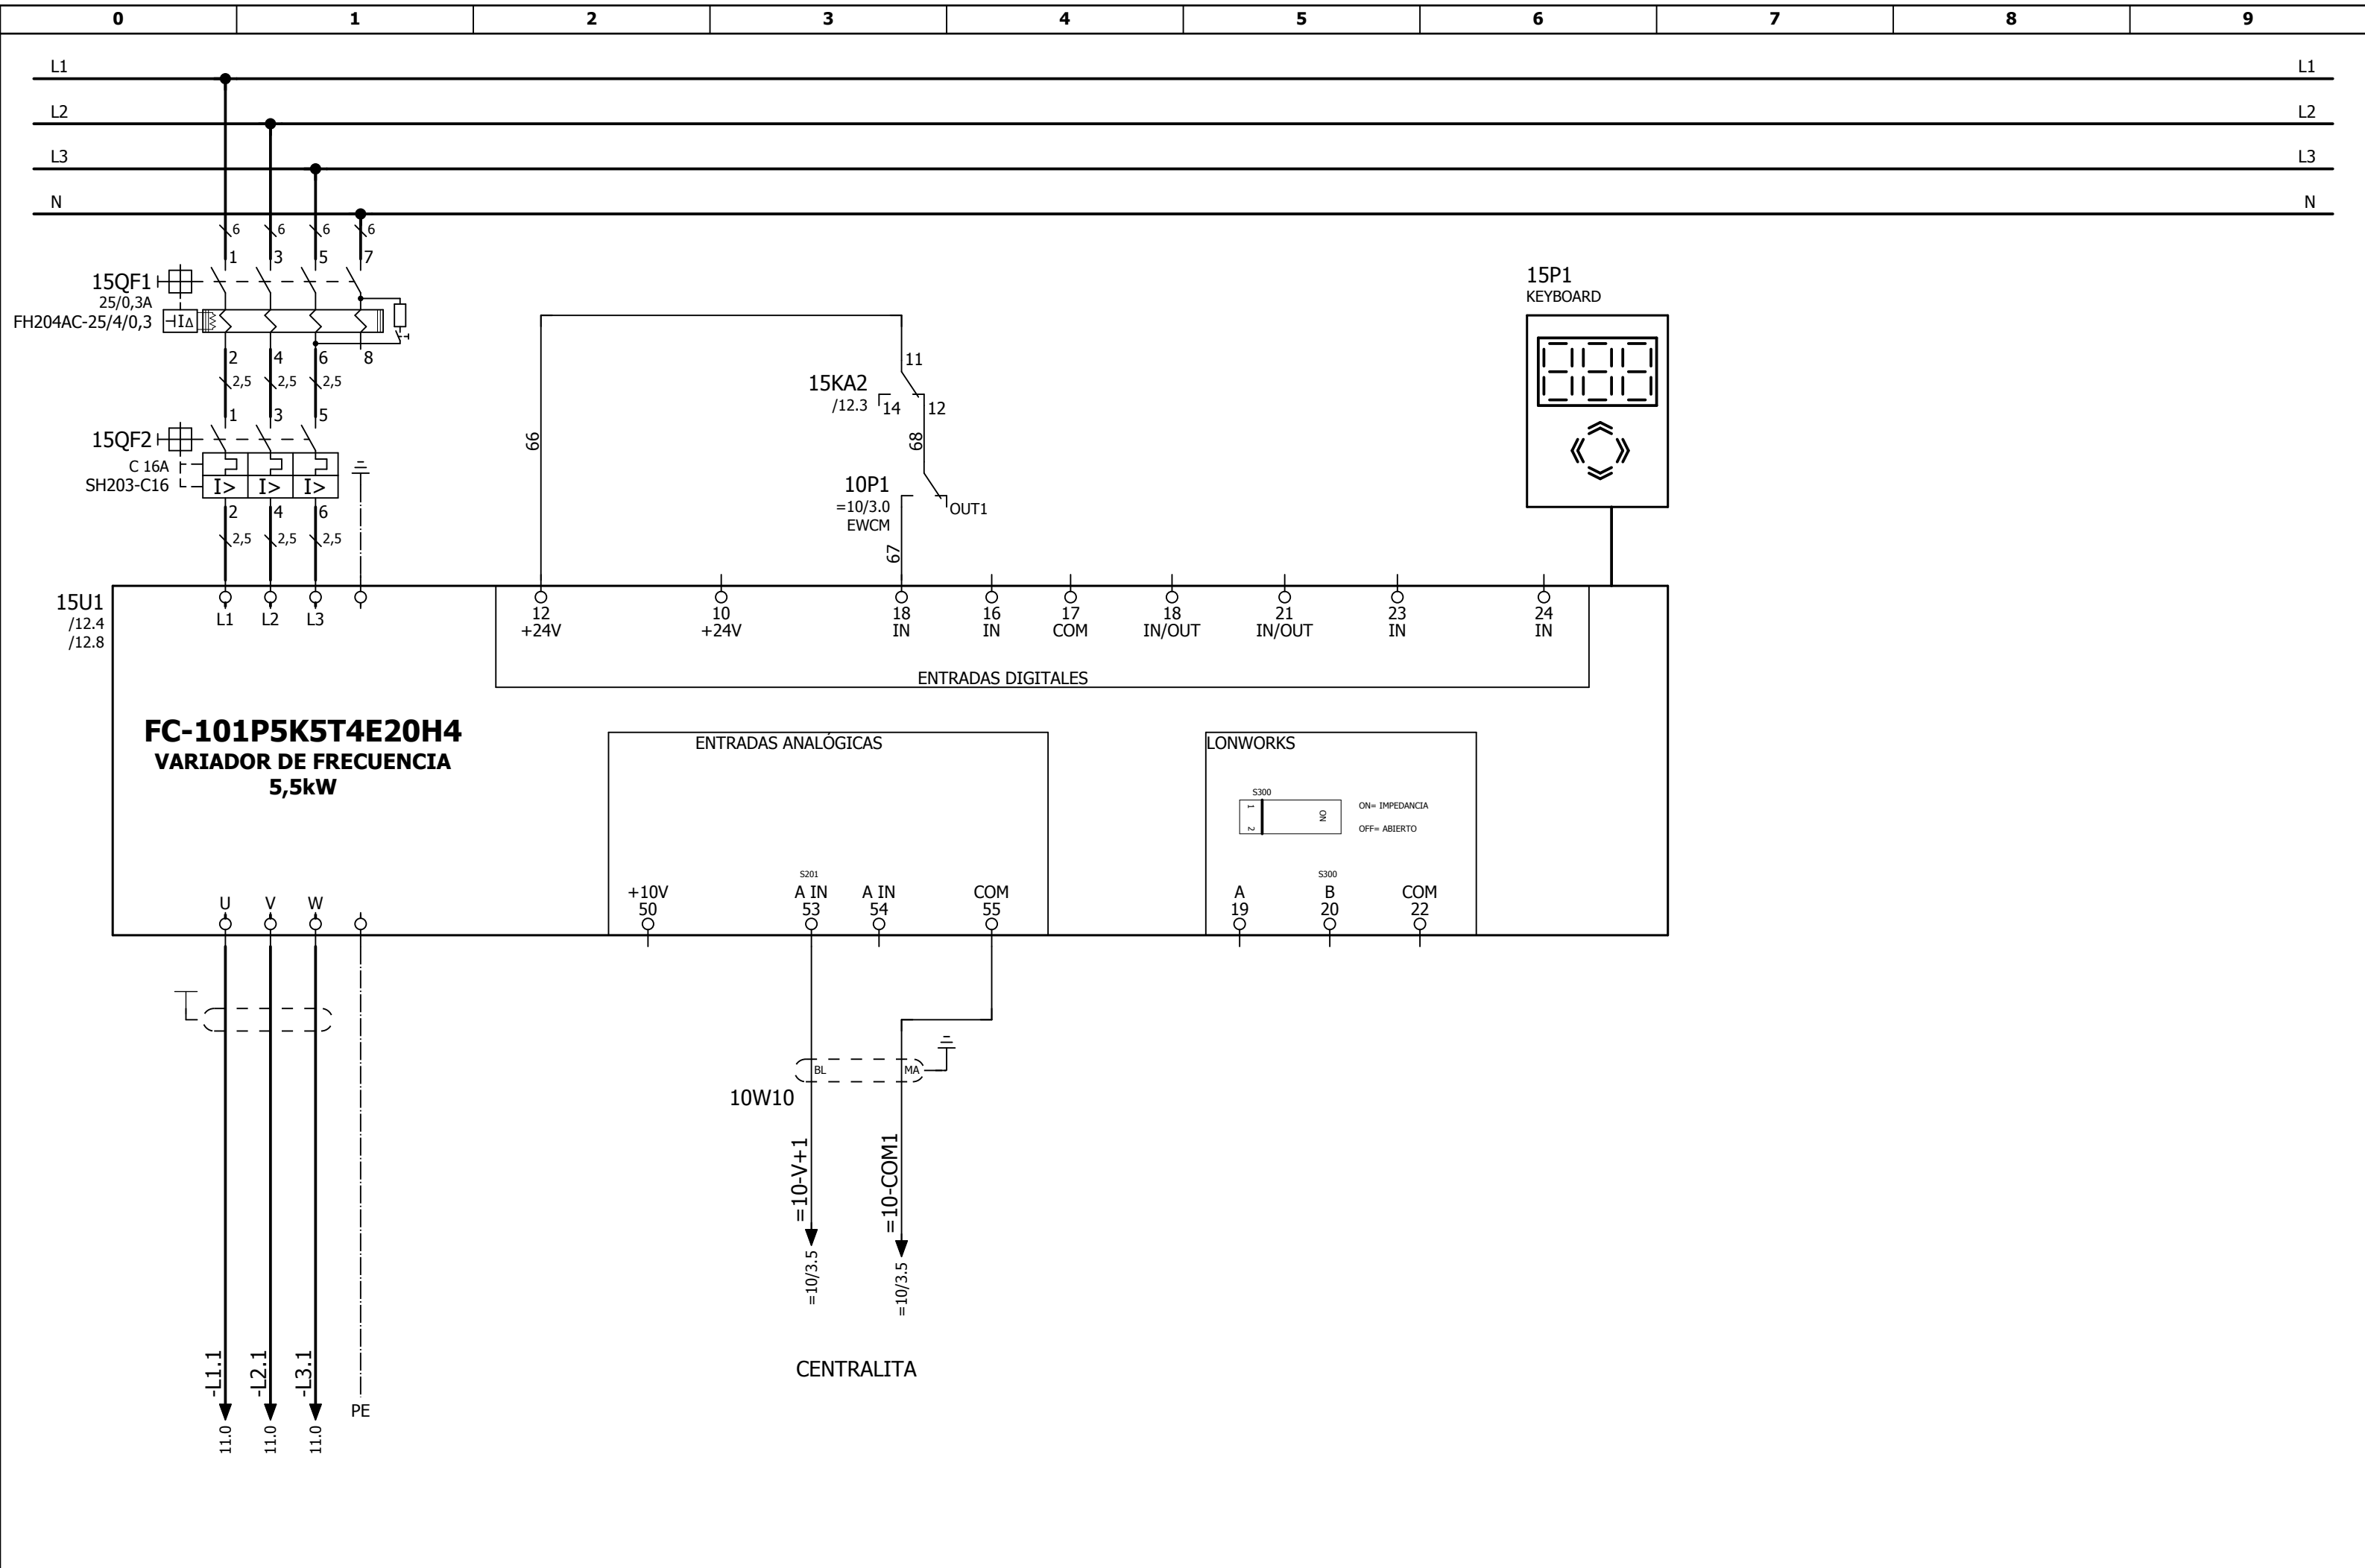 0 1 2 3 4 5 6 7 8 9
L1 L1
L2 L2
L3 L3
N N
6 6 6 6
1 3 5 7
15QF1
25/0,3A
FH204AC-25/4/0,3
I∆
2 4 6 8
2,5 2,5 2,5
1 3 5
15QF2
C 16A
SH203-C16
I> I> I>
2 4 6
2,5 2,5 2,5
66
11
15KA2
/12.3
14 12
68
10P1
=10/3.0
EWCM
OUT1
67
15P1
KEYBOARD
15U1
/12.4
/12.8
L1 L2 L3
12 10 18 16 17 18 21 23 24
+24V +24V IN IN COM IN/OUT IN/OUT IN IN
ENTRADAS DIGITALES
FC-101P5K5T4E20H4
VARIADOR DE FRECUENCIA
5,5kW
ENTRADAS ANALÓGICAS
LONWORKS
S300
1
2
ON
ON= IMPEDANCIA
OFF= ABIERTO
S201
S300
+10V A IN A IN COM
50 53 54 55
A B COM
19 20 22
U V W
BL MA
10W10
=10-V+1
=10-COM1
=10/3.5
=10/3.5
CENTRALITA
-L1.1
-L2.1
-L3.1
PE
11.0
11.0
11.0